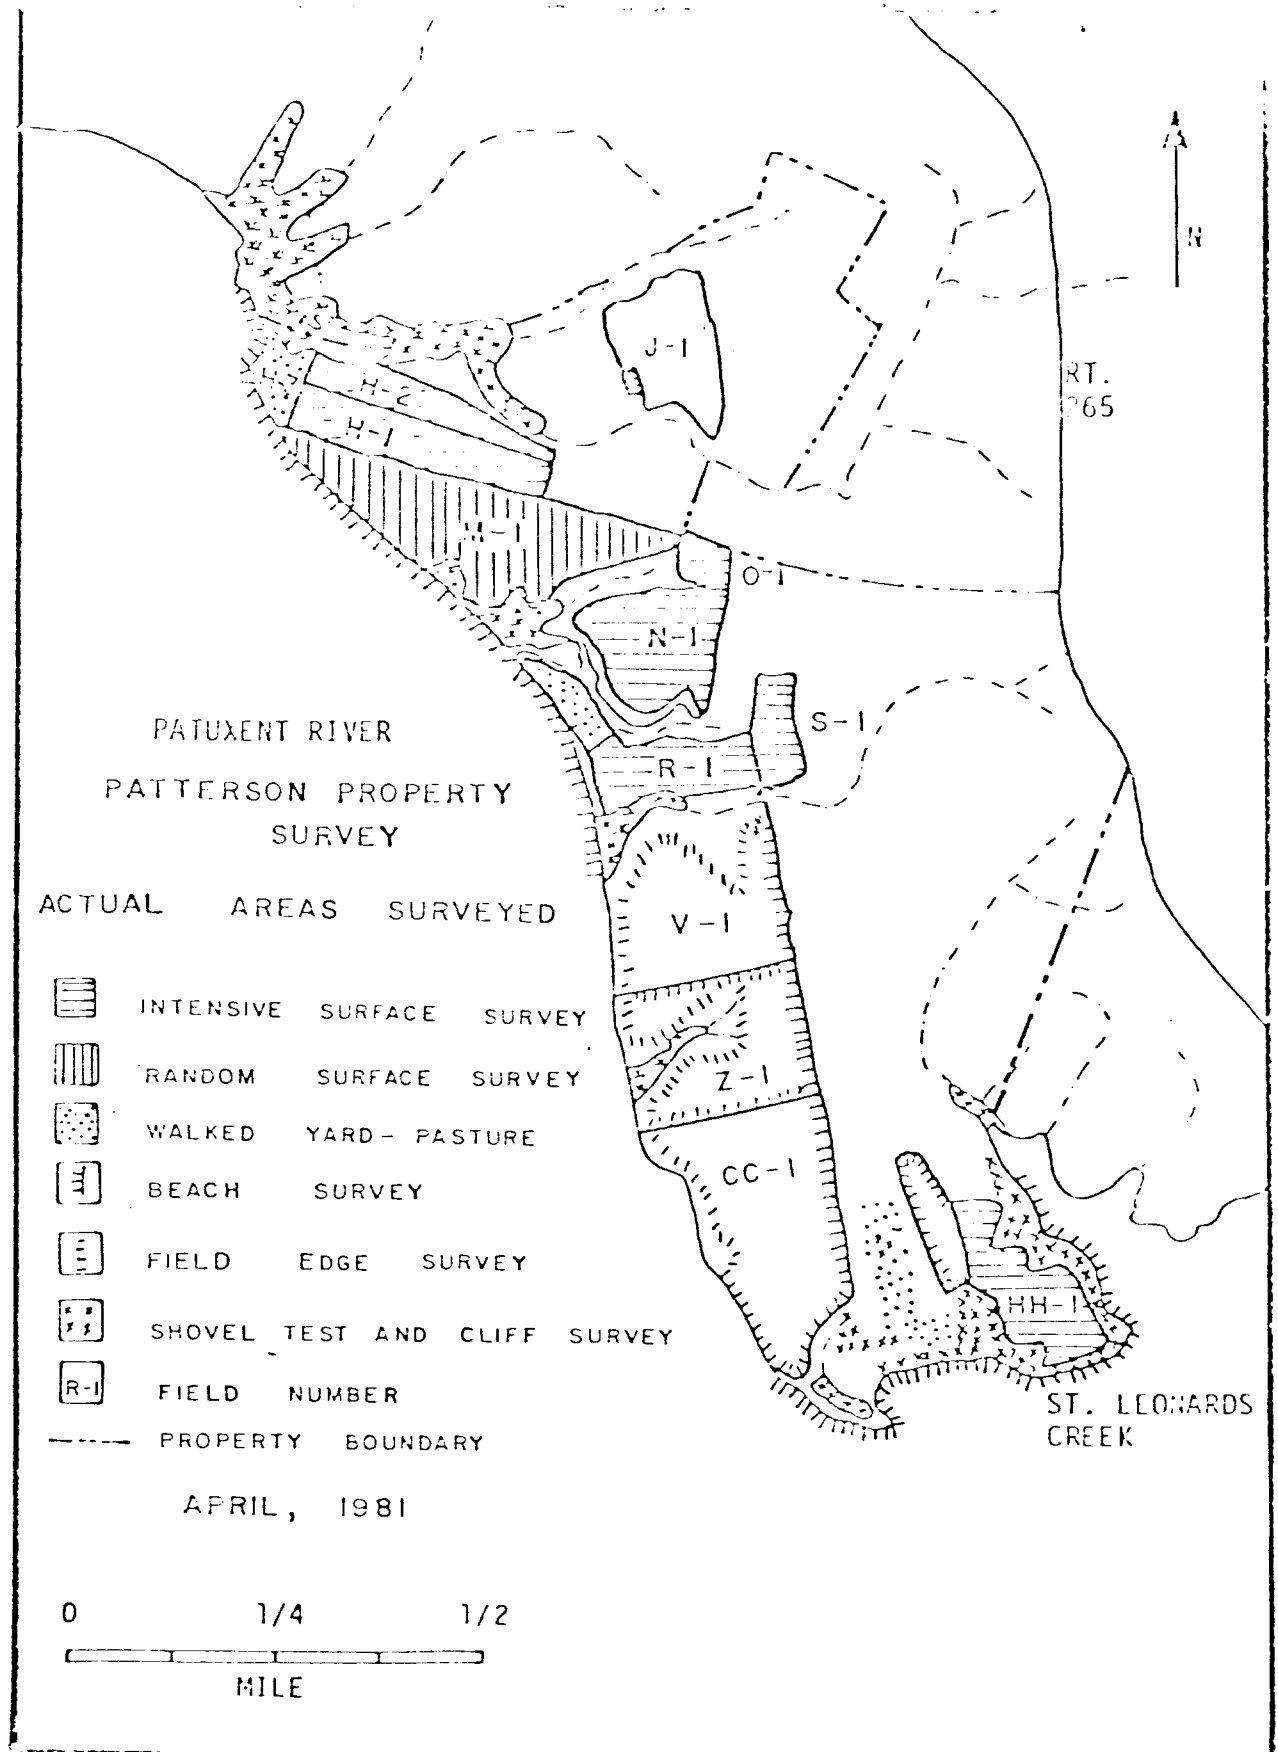 N
J-1
RT.
H-2
H-1
O-1
N-1
S-1
PATUXENT RIVER
R-1
PATTERSON PROPERTY
SURVEY
ACTUAL AREAS SURVEYED
V-1
INTENSIVE SURFACE SURVEY
Z-1
RANDOM SURFACE SURVEY
WALKED YARD-PASTURE
CC-1
BEACH SURVEY
FIELD EDGE SURVEY
HH-1
SHOVEL TEST AND CLIFF SURVEY
R-1 FIELD NUMBER
ST. LEONARDS
CREEK
PROPERTY BOUNDARY
APRIL, 1981
0 1/4 1/2
MILE